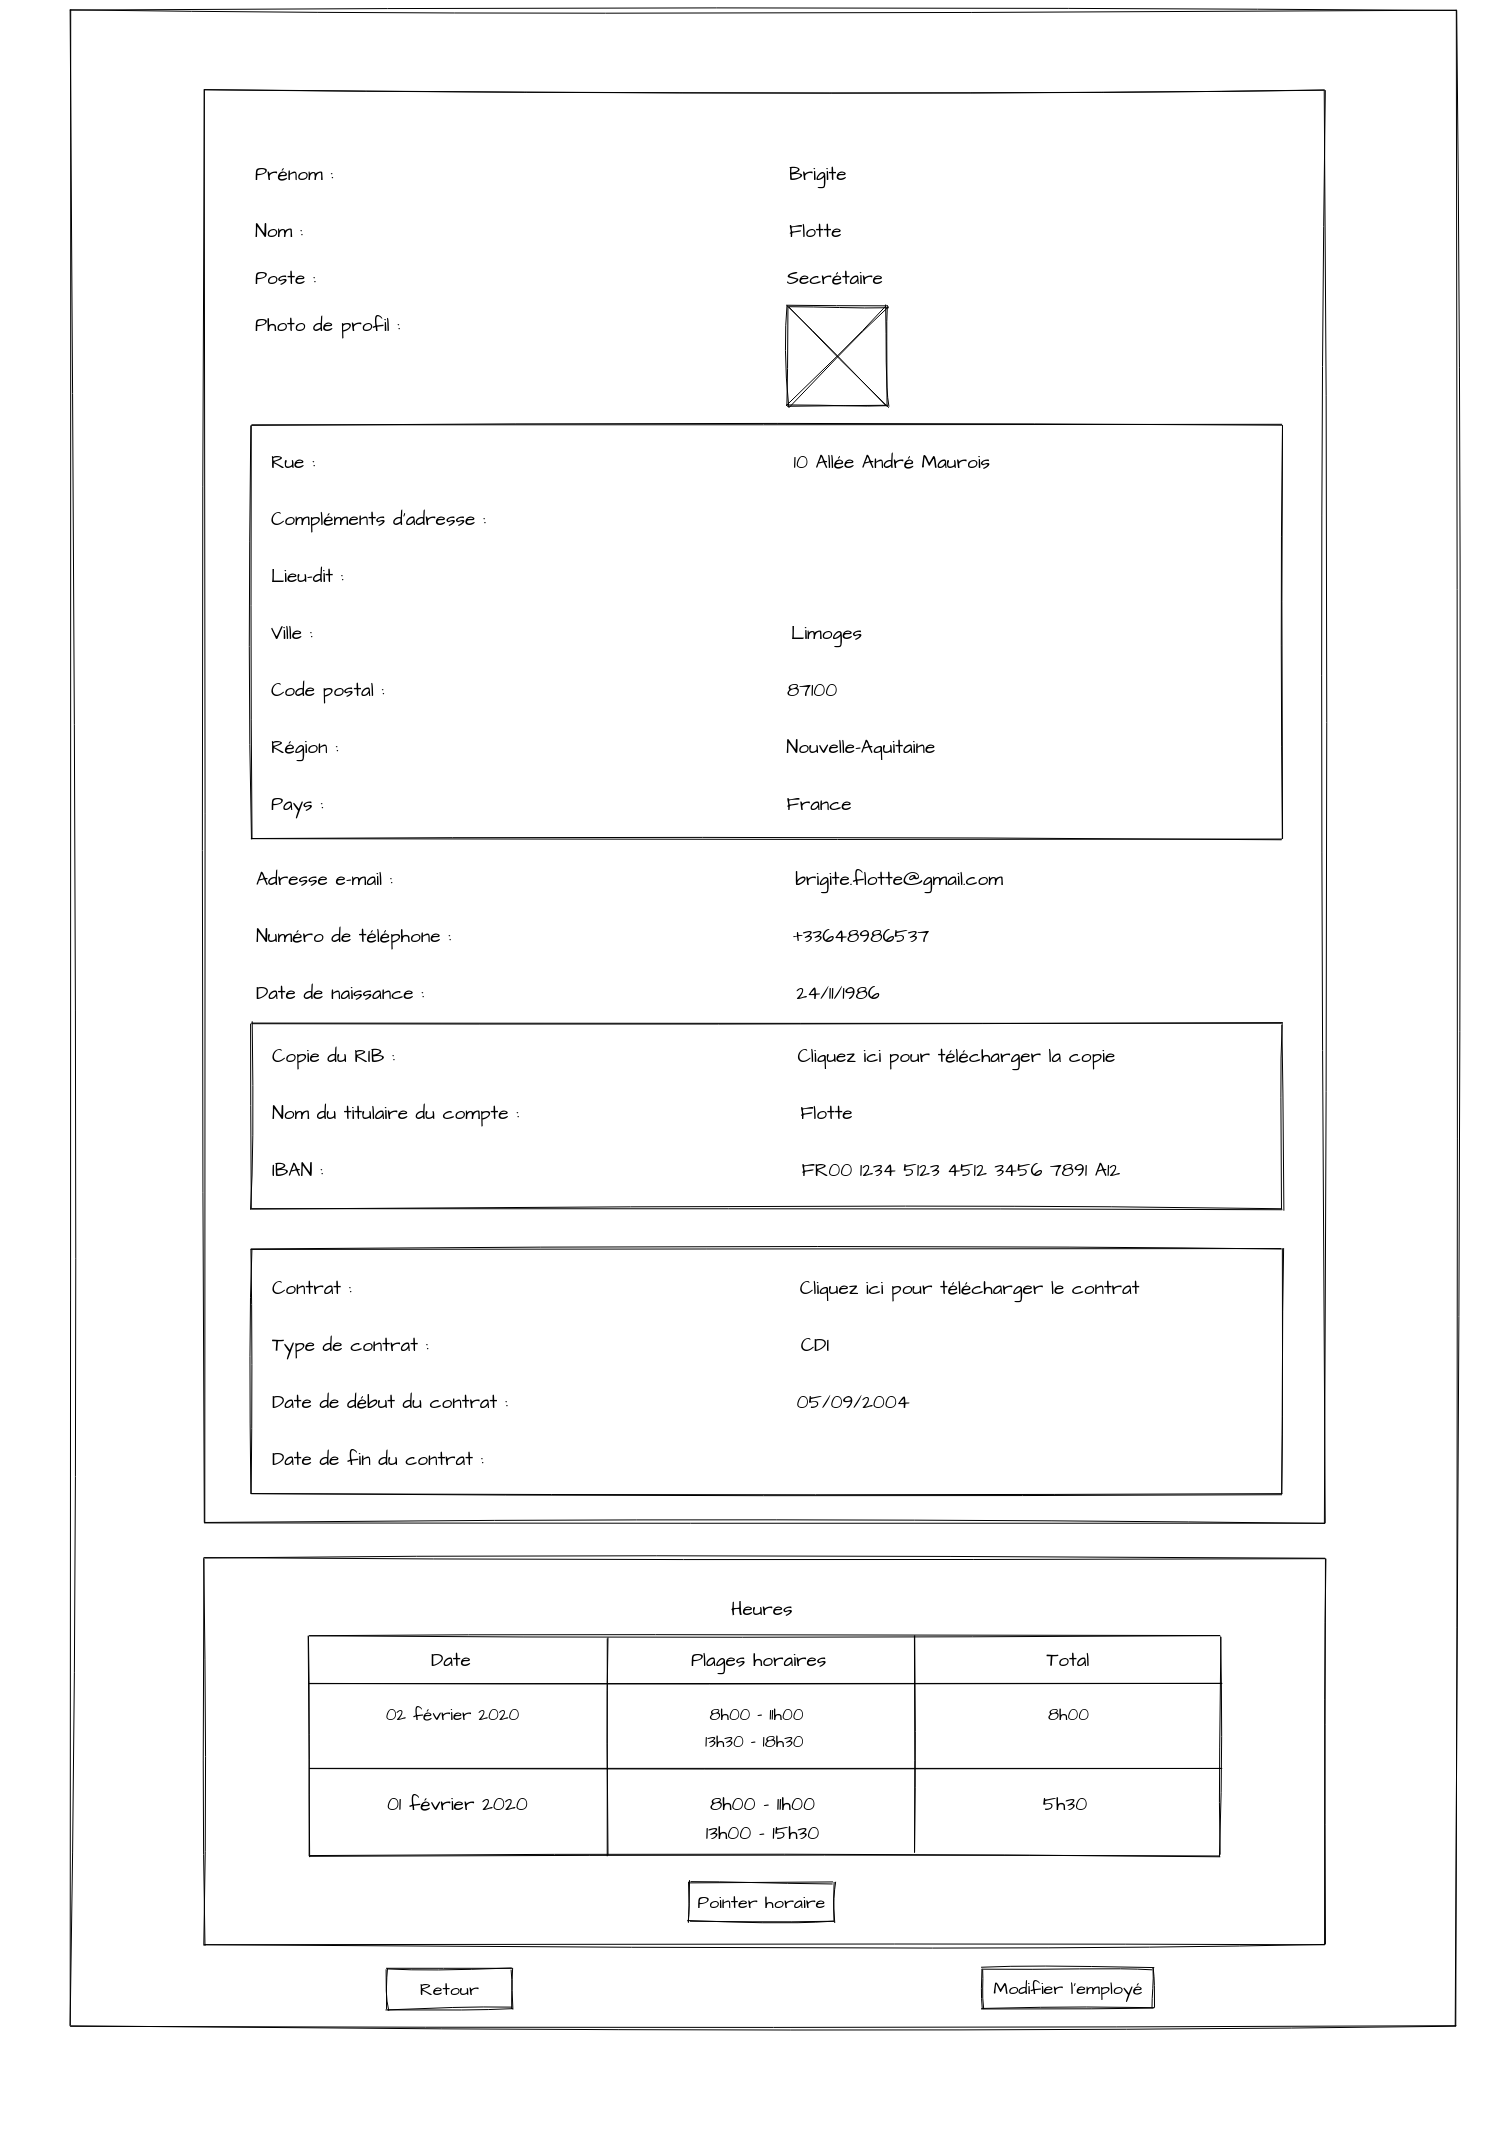 Prénom : Brigite
Nom : Flotte
Poste : Secrétaire
Photo de profil :
Rue : 10 Allée André Maurois
Compléments d'adresse :
Lieu-dit :
Ville : Limoges
Code postal : 87100
Région : Nouvelle-Aquitaine
Pays : France
Adresse e-mail : brigite.flotte@gmail.com
Numéro de téléphone : +33648986537
Date de naissance : 24/11/1986
Copie du RIB : Cliquez ici pour télécharger la copie
Nom du titulaire du compte : Flotte
IBAN : FR00 1234 5123 4512 3456 7891 A12
Contrat : Cliquez ici pour télécharger le contrat
Type de contrat : CDI
Date de début du contrat : 05/09/2004
Date de fin du contrat :
Heures
Date Plages horaires Total
02 février 2020 8h00 - 11h00 8h00
13h30 - 18h30
01 février 2020 8h00 - 11h00 5h30
13h00 - 15h30
Pointer horaire
Retour Modifier l'employé